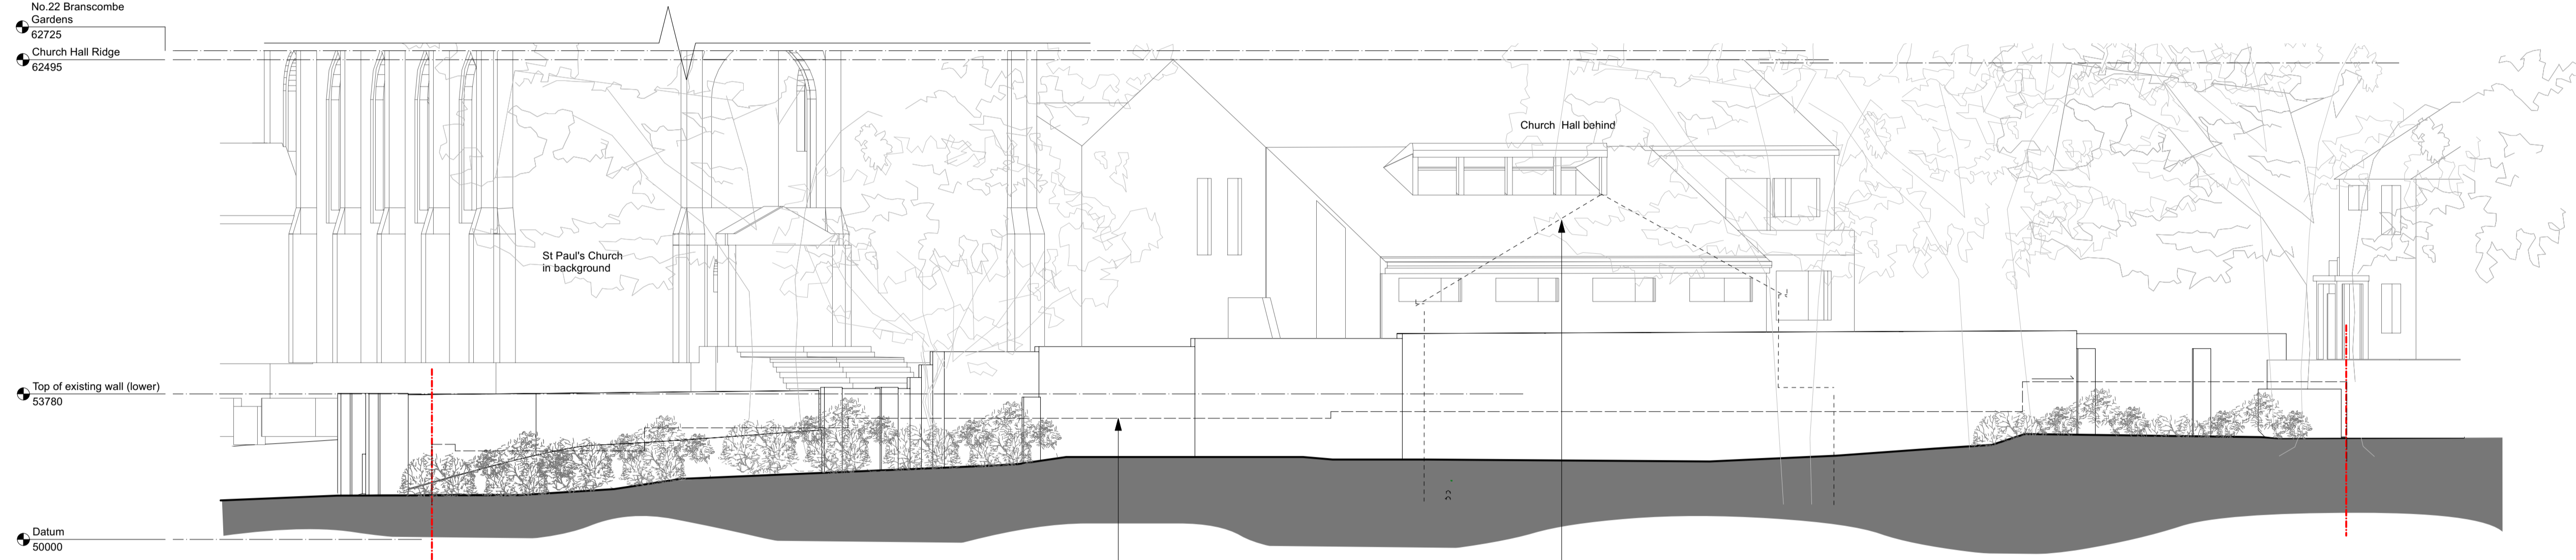 No.22 Branscombe
Gardens
62725
Church Hall Ridge
62495
Church Hall behind
St Paul's Church
in background
Top of existing wall (lower)
53780
Datum
50000